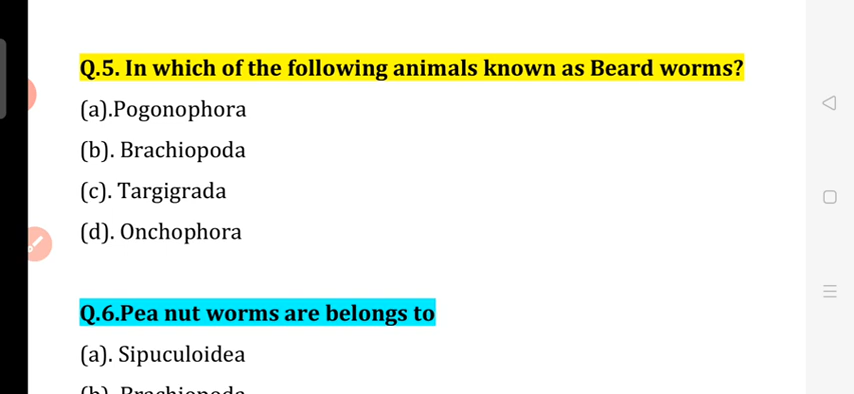 Q.5. In which of the following animals known as Beard worms?
(a).Pogonophora
(b). Brachiopoda
(c). Targigrada
(d). Onchophora
Q.6.Pea nut worms are belongs to
(a). Sipuculoidea
(b). Brachiopoda